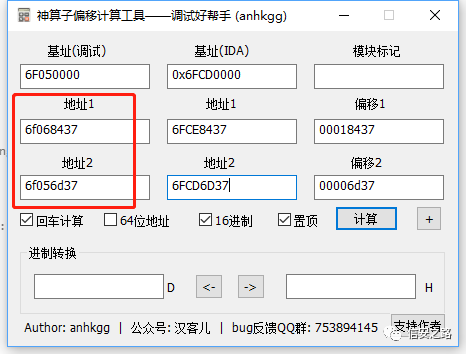 神算子偏移计算工具——调试好帮手 (anhkgg)
基址(调试) 基址(IDA) 模块标记
6F050000 0x6FCD0000
地址1 地址1 偏移1
6f068437 6FCE8437 00018437
地址2 地址2 偏移2
6f056d37 6FCD6D37 00006d37
回车计算 64位地址 16进制 置顶 计算 +
进制转换
D <- -> H
Author: anhkgg | 公众号: 汉客儿 | bug反馈QQ群: 753894145 支持作者
信安之路